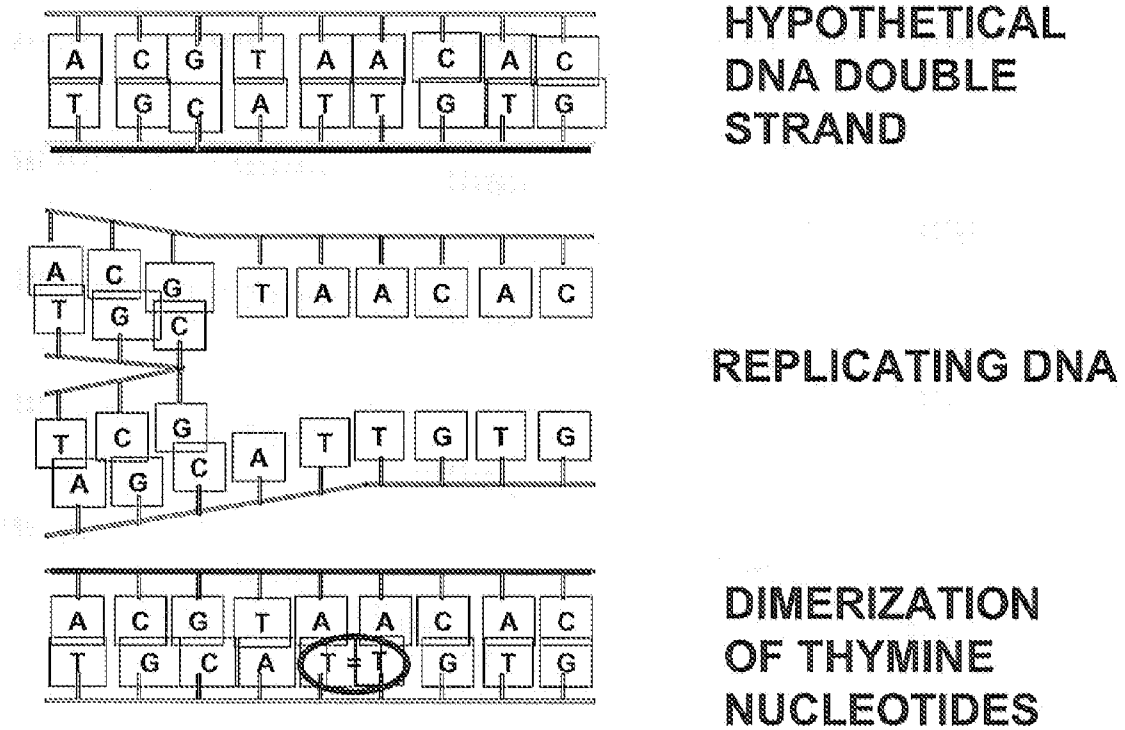 HYPOTHETICAL
DNA DOUBLE
STRAND
A C G T A A C A C
T G C A T T G T G
REPLICATING DNA
A C G T A A C A C
T G C
T C G
A G C A T T G T G
DIMERIZATION
OF THYMINE
NUCLEOTIDES
A C G T A A C A C
T G C A T = T G T G